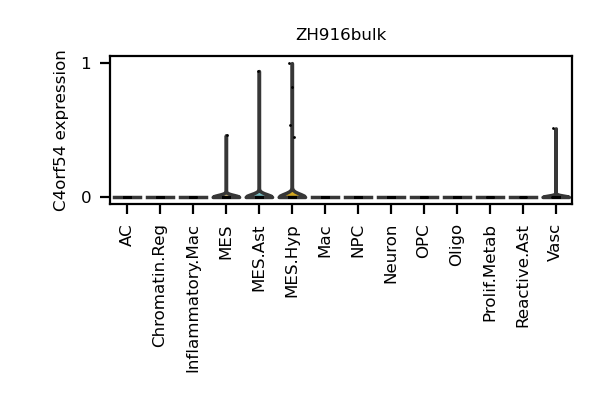 ZH916bulk
C4orf54 expression
1
0
AC
Chromatin.Reg
Inflammatory.Mac
MES
MES.Ast
MES.Hyp
Mac
NPC
Neuron
OPC
Oligo
Prolif.Metab
Reactive.Ast
Vasc